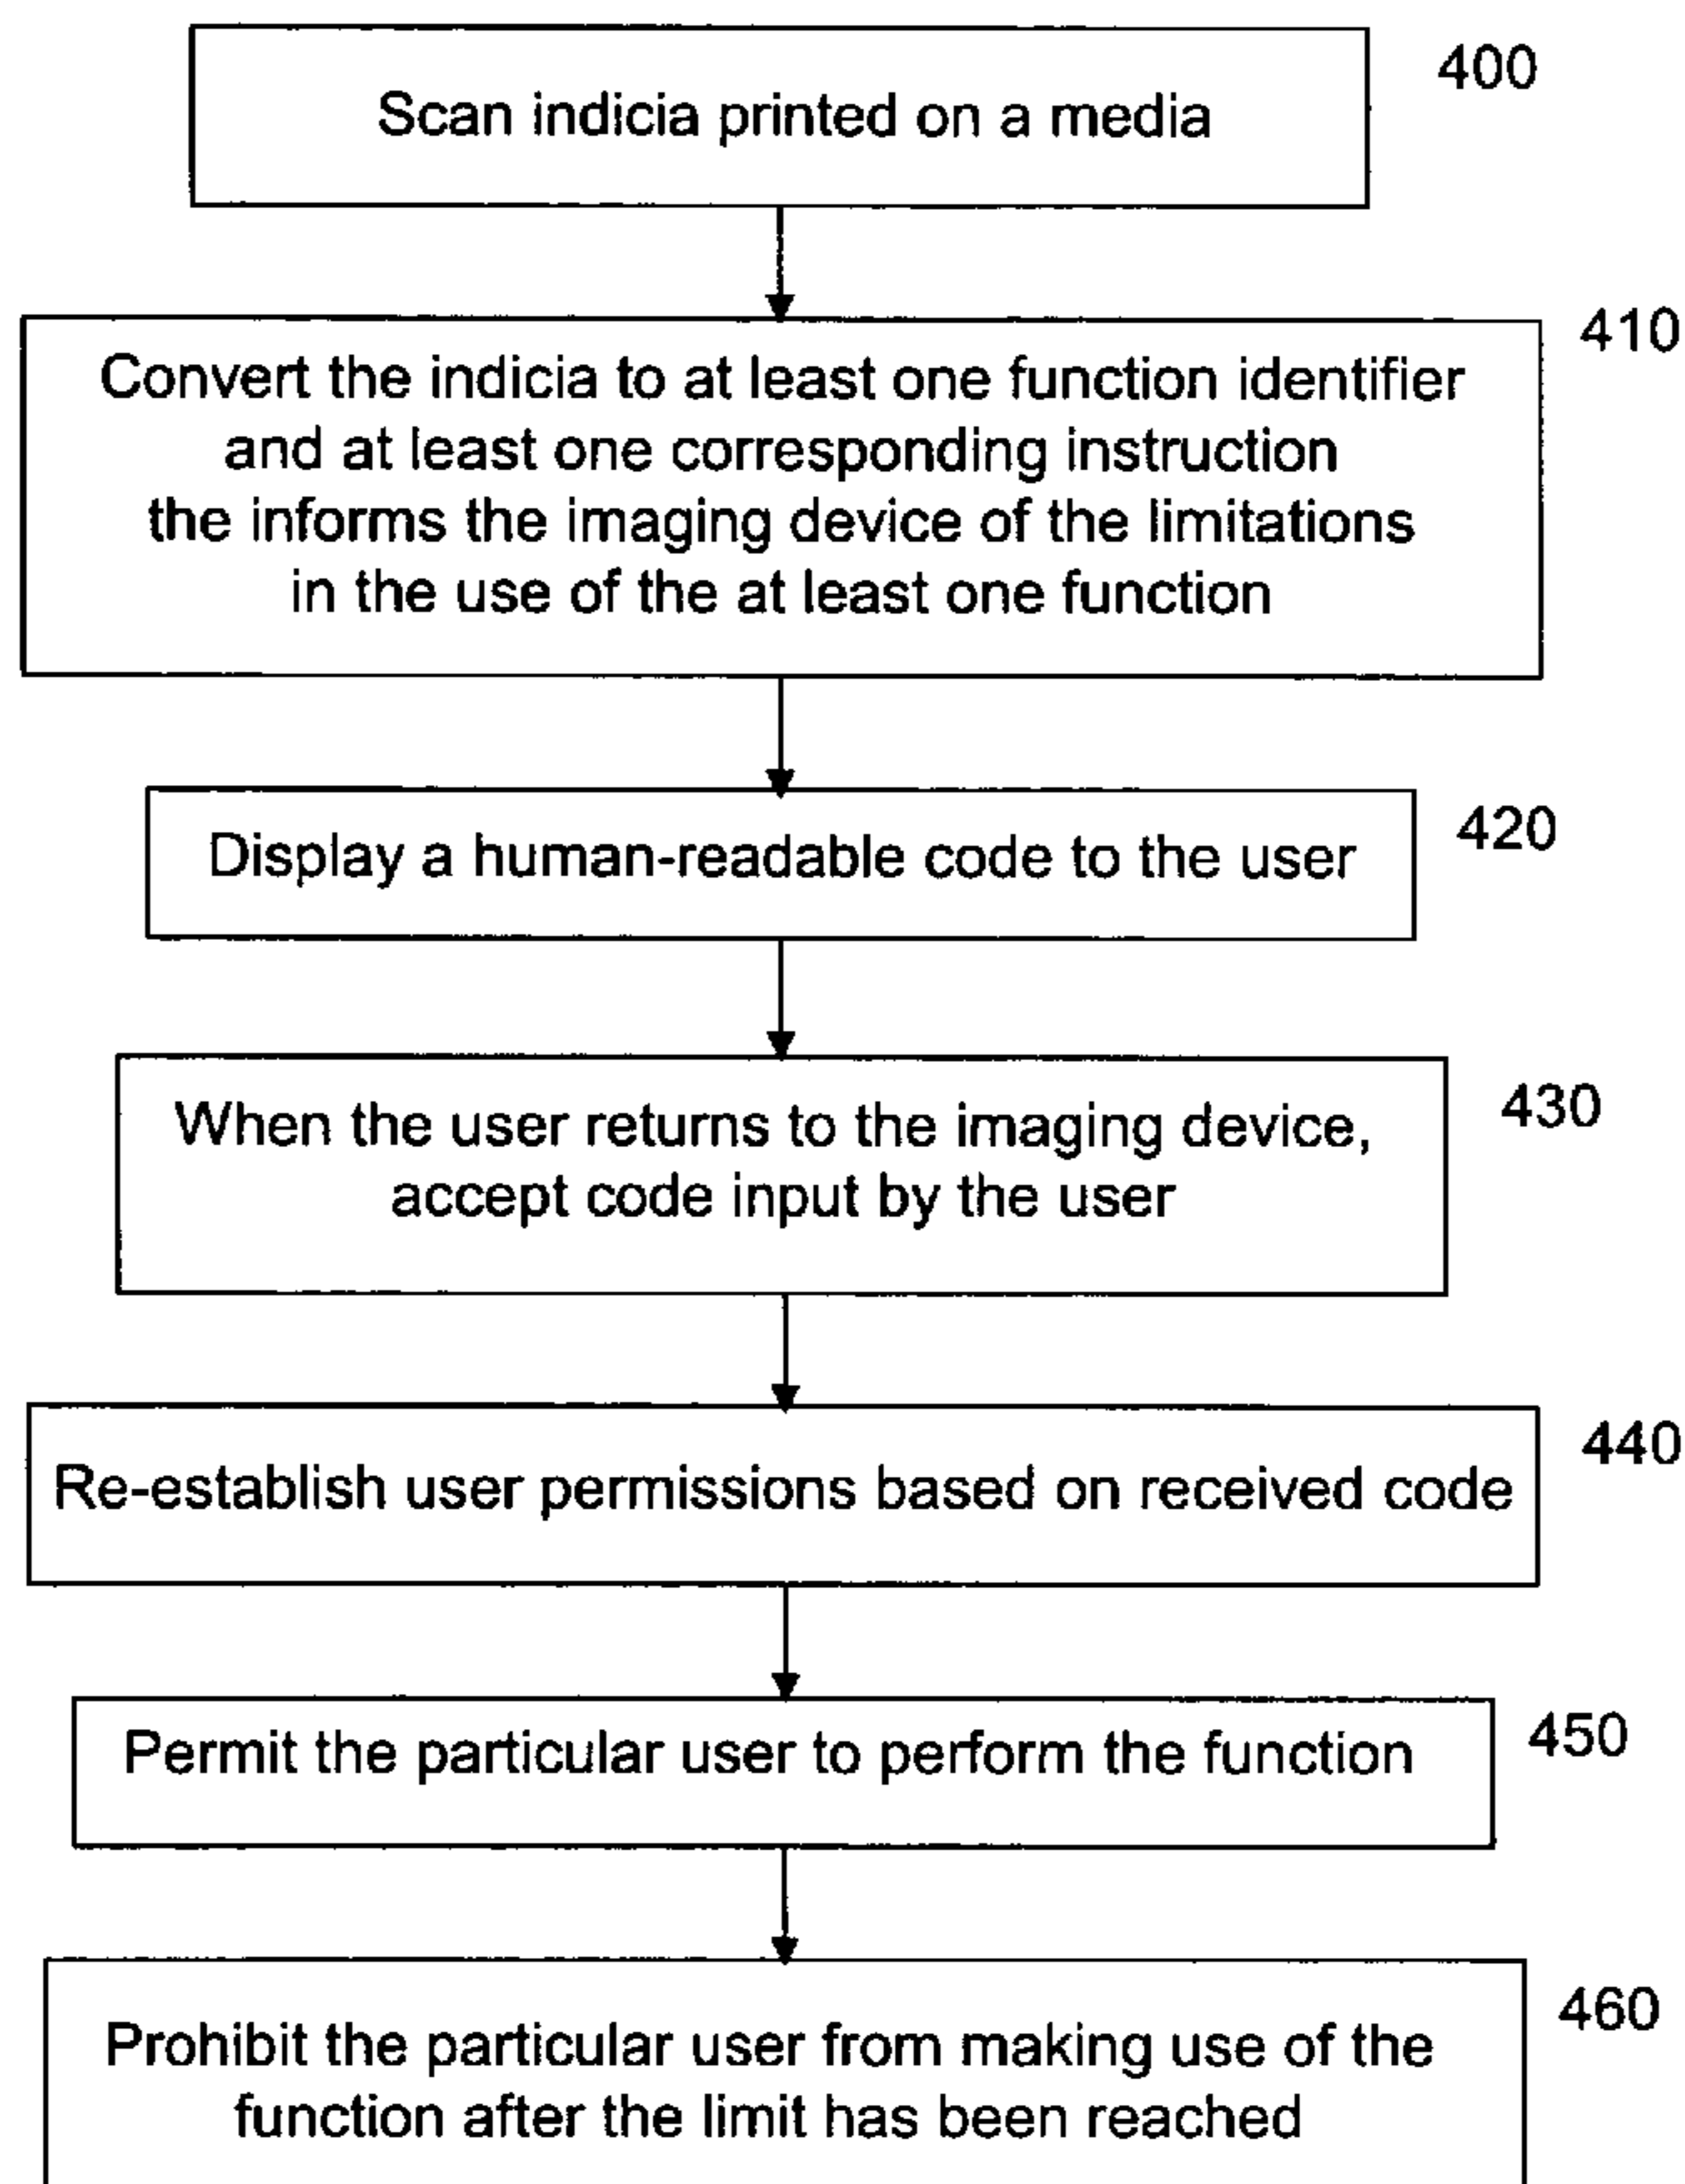 Scan indicia printed on a media
400
Convert the indicia to at least one function identifier
and at least one corresponding instruction
the informs the imaging device of the limitations
in the use of the at least one function
410
Display a human-readable code to the user
420
When the user returns to the imaging device,
accept code input by the user
430
Re-establish user permissions based on received code
440
Permit the particular user to perform the function
450
Prohibit the particular user from making use of the
function after the limit has been reached
460